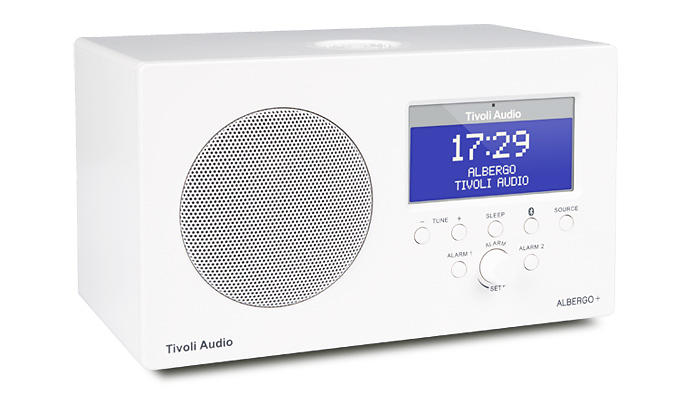 Tivoli Audio
17:29
ALBERGO
TIVOLI AUDIO
− TUNE + SLEEP SOURCE
ALARM 1 ALARM ALARM 2
SET
ALBERGO+
Tivoli Audio